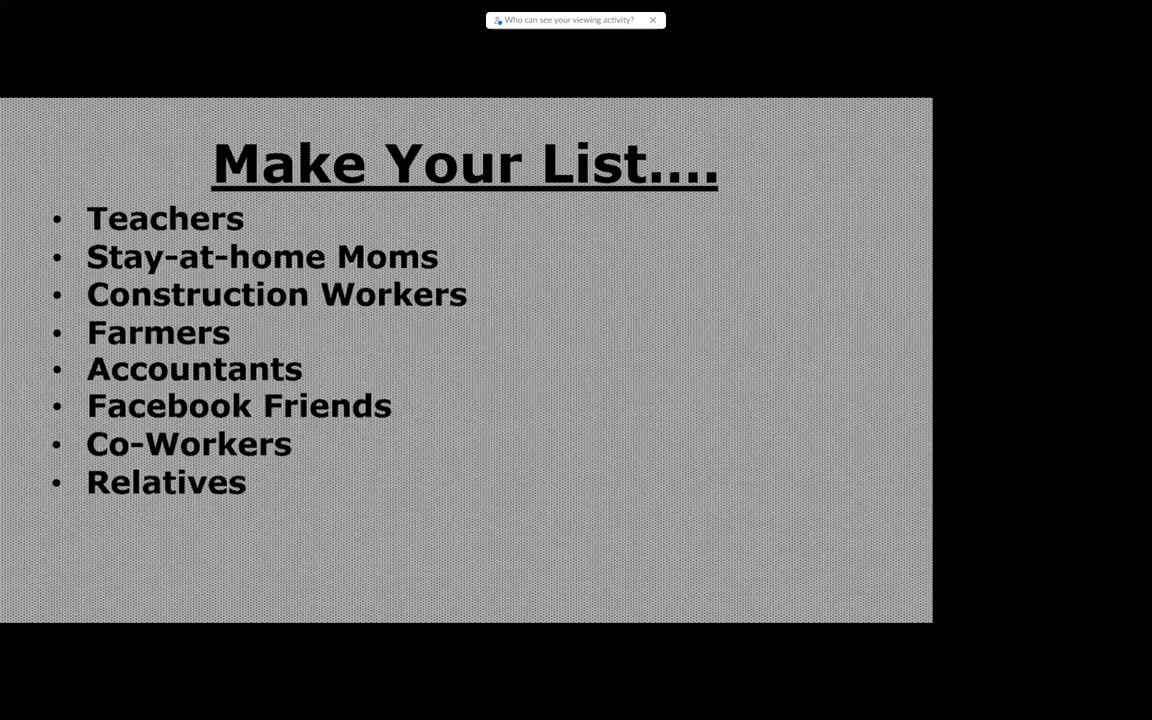 Who can see your viewing activity?
Make Your List....
• Teachers
• Stay-at-home Moms
• Construction Workers
• Farmers
• Accountants
• Facebook Friends
• Co-Workers
• Relatives